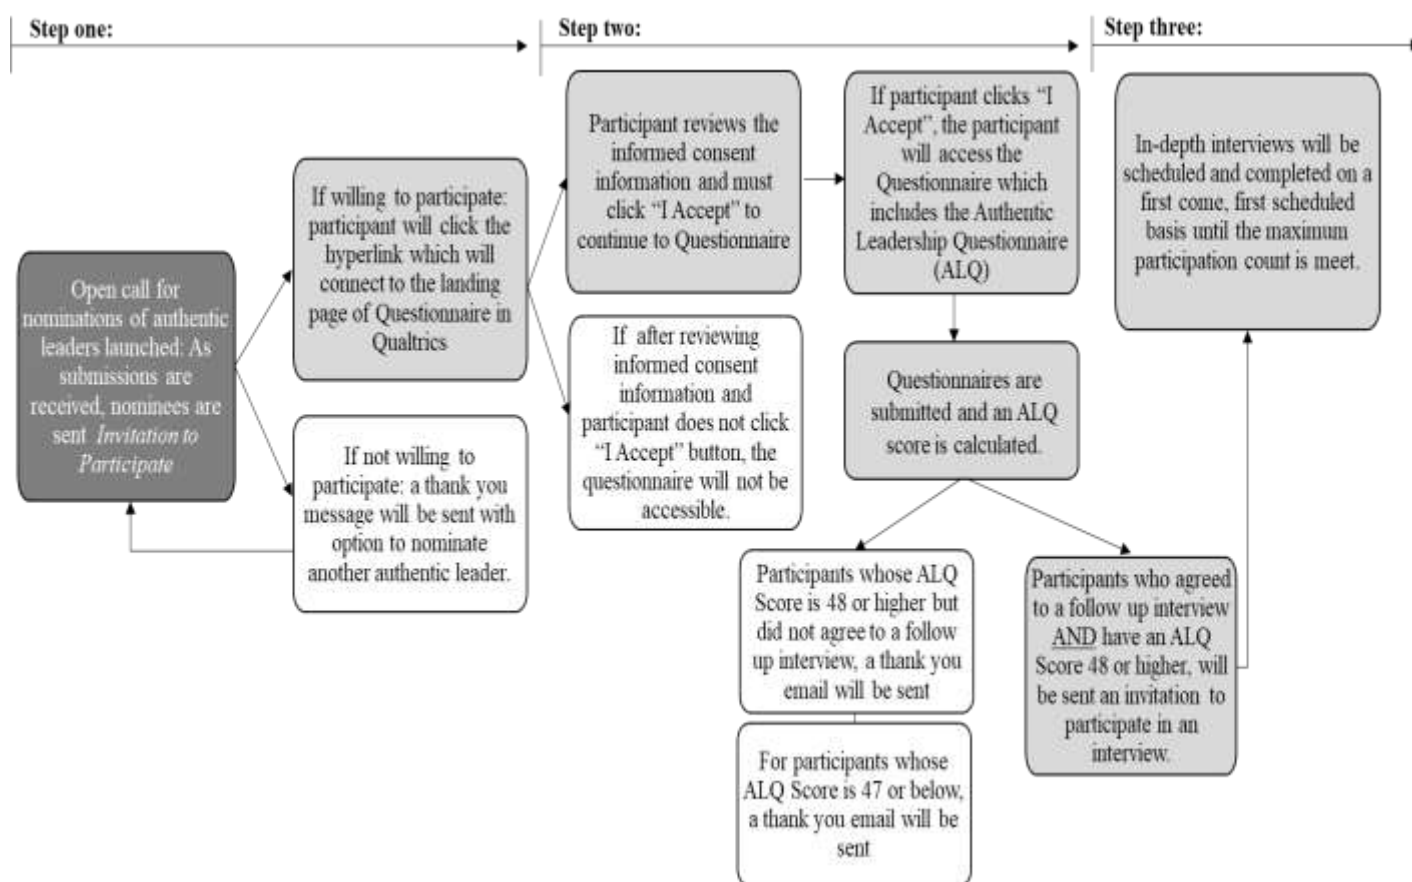 Step one:
Step two:
Step three:
Open call for
nominations of authentic
leaders launched: As
submissions are
received, nominees are
sent Invitation to
Participate
If willing to participate:
participant will click the
hyperlink which will
connect to the landing
page of Questionnaire in
Qualtrics
If not willing to
participate: a thank you
message will be sent with
option to nominate
another authentic leader.
Participant reviews the
informed consent
information and must
click “I Accept” to
continue to Questionnaire
If after reviewing
informed consent
information and
participant does not click
“I Accept” button, the
questionnaire will not be
accessible.
If participant clicks “I
Accept”, the participant
will access the
Questionnaire which
includes the Authentic
Leadership Questionnaire
(ALQ)
Questionnaires are
submitted and an ALQ
score is calculated.
Participants whose ALQ
Score is 48 or higher but
did not agree to a follow
up interview, a thank you
email will be sent
For participants whose
ALQ Score is 47 or below,
a thank you email will be
sent
Participants who agreed
to a follow up interview
AND have an ALQ
Score 48 or higher, will
be sent an invitation to
participate in an
interview.
In-depth interviews will be
scheduled and completed on a
first come, first scheduled
basis until the maximum
participation count is meet.